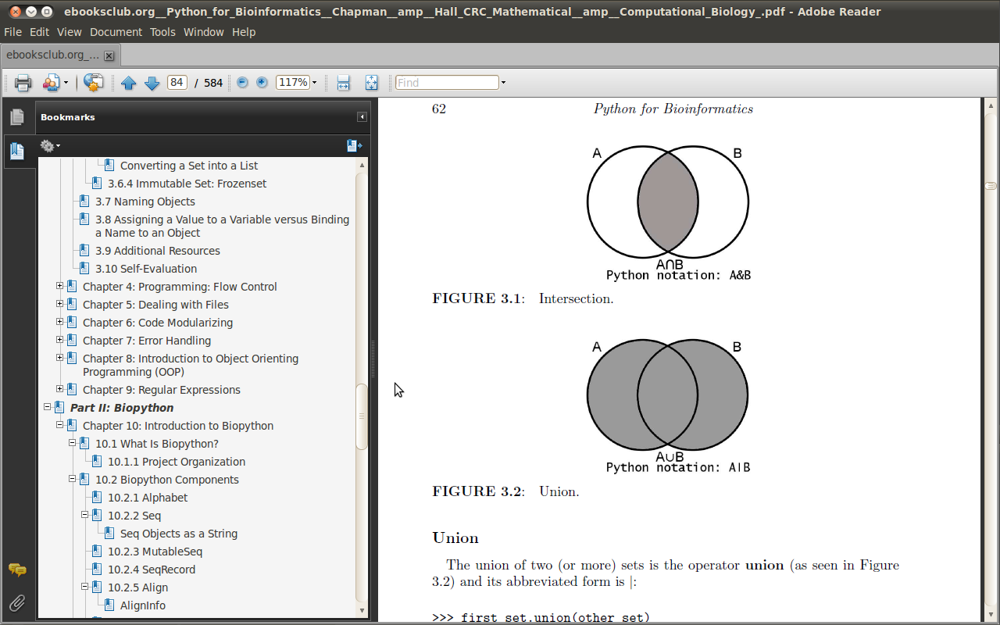 ebooksclub.org__Python_for_Bioinformatics__Chapman__amp__Hall_CRC_Mathematical__amp__Computational_Biology_.pdf - Adobe Reader
File Edit View Document Tools Window Help
ebooksclub.org_...
84 / 584 117% Find
Bookmarks
Converting a Set into a List
3.6.4 Immutable Set: Frozenset
3.7 Naming Objects
3.8 Assigning a Value to a Variable versus Binding
a Name to an Object
3.9 Additional Resources
3.10 Self-Evaluation
Chapter 4: Programming: Flow Control
Chapter 5: Dealing with Files
Chapter 6: Code Modularizing
Chapter 7: Error Handling
Chapter 8: Introduction to Object Orienting
Programming (OOP)
Chapter 9: Regular Expressions
Part II: Biopython
Chapter 10: Introduction to Biopython
10.1 What Is Biopython?
10.1.1 Project Organization
10.2 Biopython Components
10.2.1 Alphabet
10.2.2 Seq
Seq Objects as a String
10.2.3 MutableSeq
10.2.4 SeqRecord
10.2.5 Align
AlignInfo
62 Python for Bioinformatics
A B
A∩B
Python notation: A&B
FIGURE 3.1: Intersection.
A B
A∪B
Python notation: A|B
FIGURE 3.2: Union.
Union
The union of two (or more) sets is the operator union (as seen in Figure
3.2) and its abbreviated form is |:
>>> first_set.union(other_set)